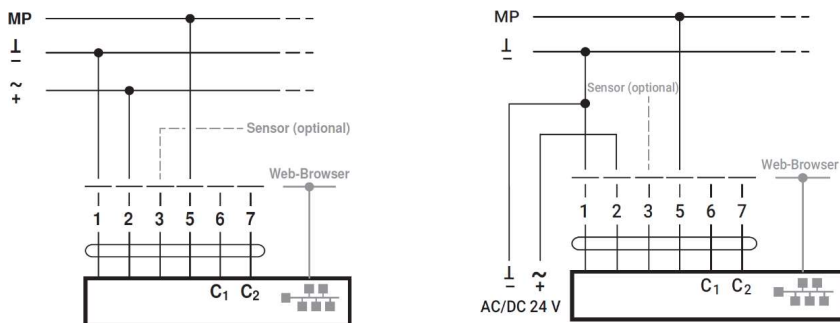 MP
⊥
–
~
+
Sensor (optional)
Web-Browser
1 2 3 5 6 7
C1 C2
MP
⊥
–
Sensor (optional)
Web-Browser
1 2 3 5 6 7
⊥ ~
– +
AC/DC 24 V
C1 C2